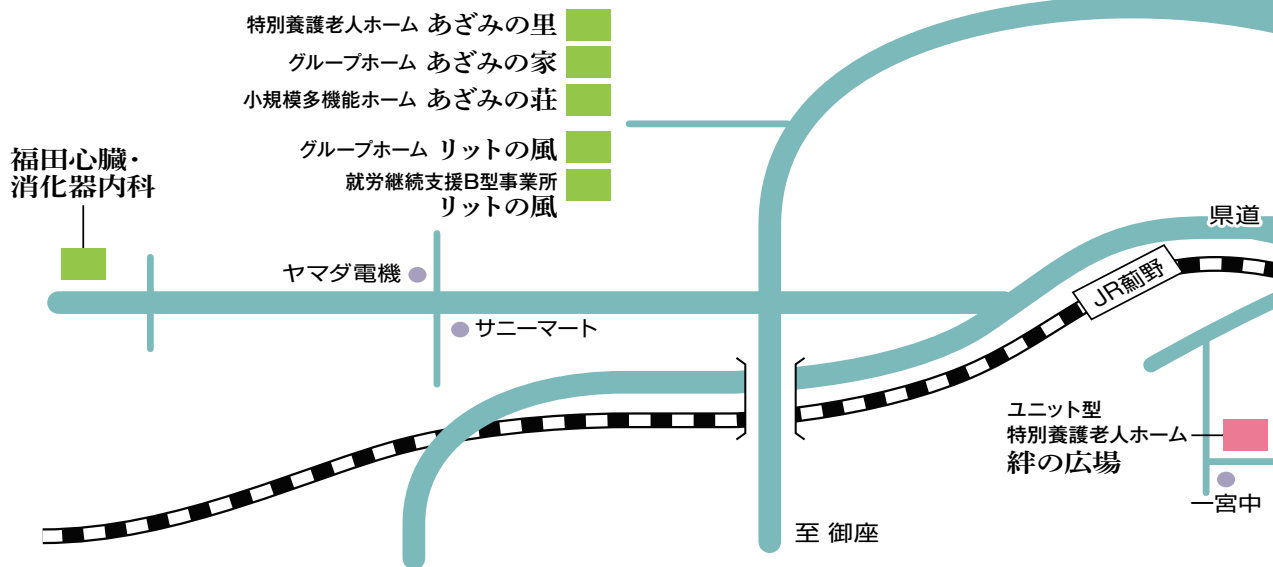 特別養護老人ホーム あざみの里
グループホーム あざみの家
小規模多機能ホーム あざみの荘
グループホーム リットの風
就労継続支援B型事業所
リットの風
福田心臓・
消化器内科
ヤマダ電機
サニーマート
県道
JR薊野
ユニット型
特別養護老人ホーム
絆の広場
一宮中
至 御座